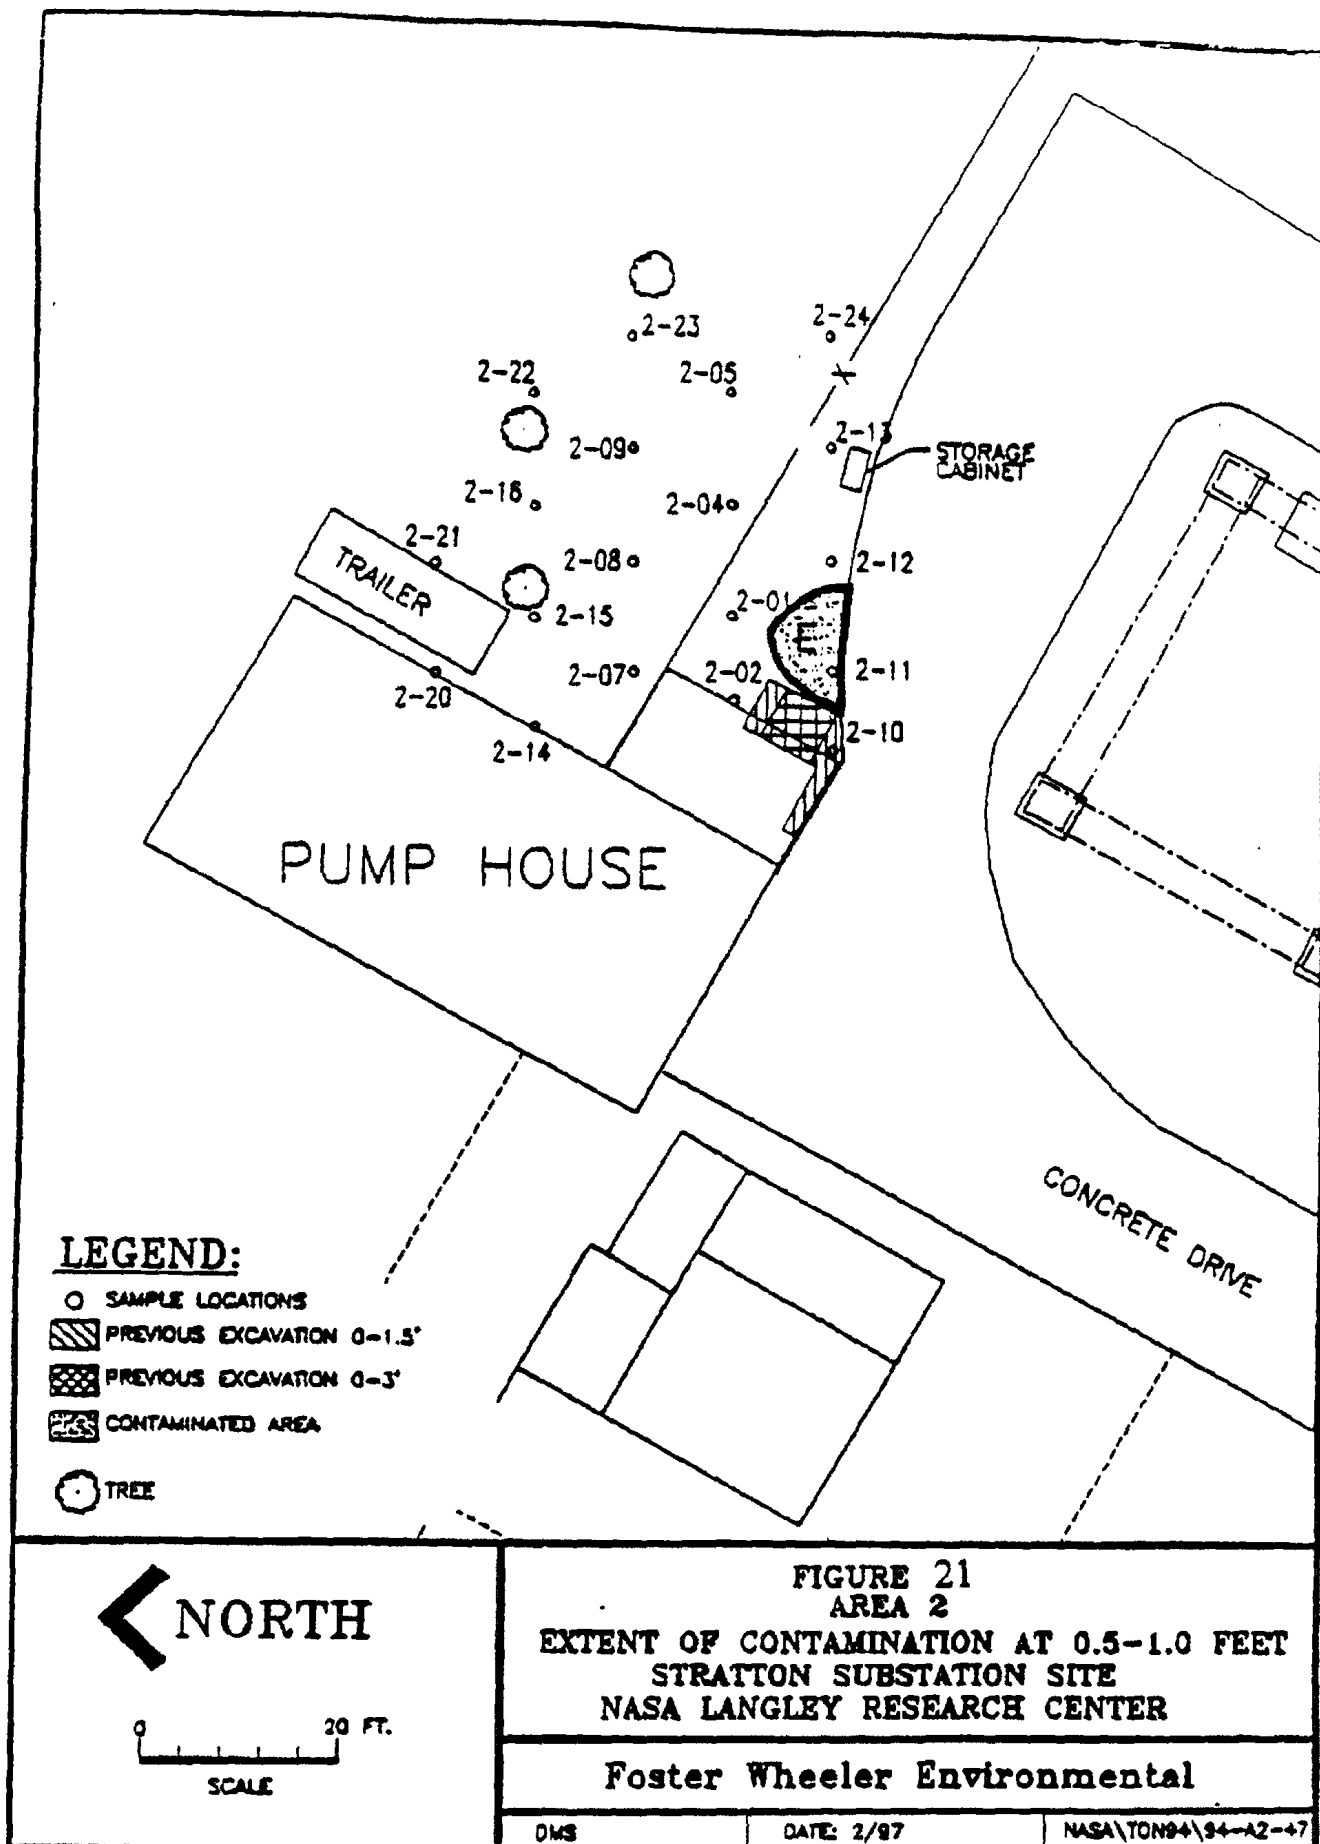 2-23
2-24
2-22
2-05
2-09
2-13
STORAGE
CABINET
2-16
2-04
2-21
2-08
2-12
TRAILER
2-01
2-15
2-07
2-02
2-11
2-20
2-14
2-10
PUMP HOUSE
CONCRETE DRIVE
LEGEND:
SAMPLE LOCATIONS
PREVIOUS EXCAVATION 0-1.5'
PREVIOUS EXCAVATION 0-3'
CONTAMINATED AREA
TREE
NORTH
0 20 FT.
SCALE
FIGURE 21
AREA 2
EXTENT OF CONTAMINATION AT 0.5-1.0 FEET
STRATTON SUBSTATION SITE
NASA LANGLEY RESEARCH CENTER
Foster Wheeler Environmental
DMS DATE: 2/97 NASA\TON94\94-A2-47